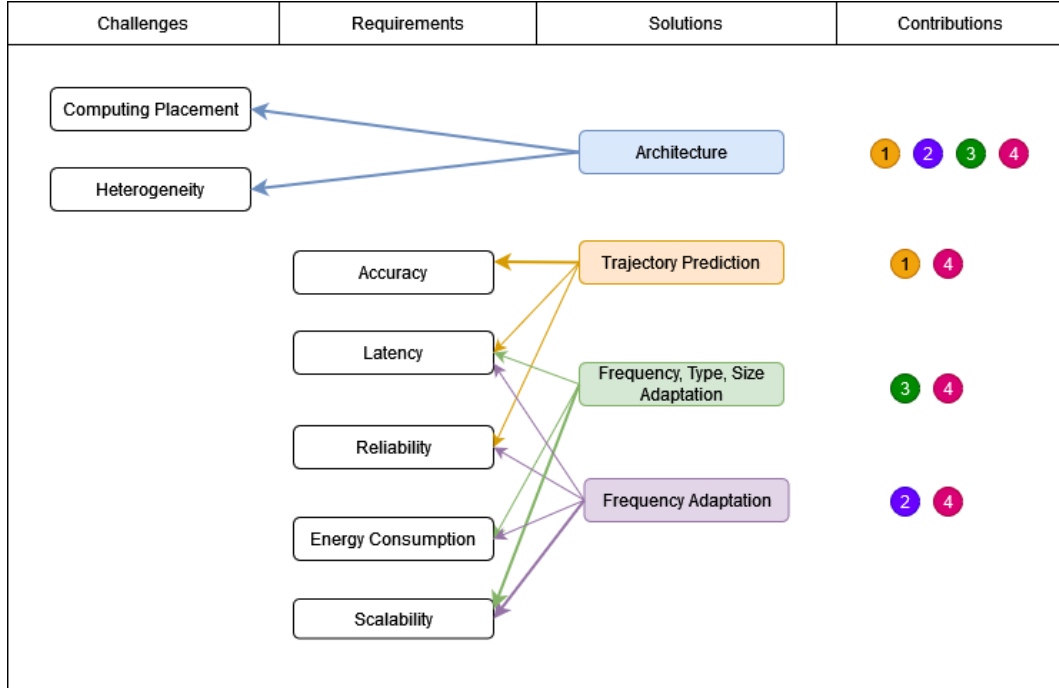 Challenges
Requirements
Solutions
Contributions
Computing Placement
Architecture
1 2 3 4
Heterogeneity
Accuracy
Trajectory Prediction
1 4
Latency
Frequency, Type, Size
Adaptation
3 4
Reliability
Frequency Adaptation
2 4
Energy Consumption
Scalability